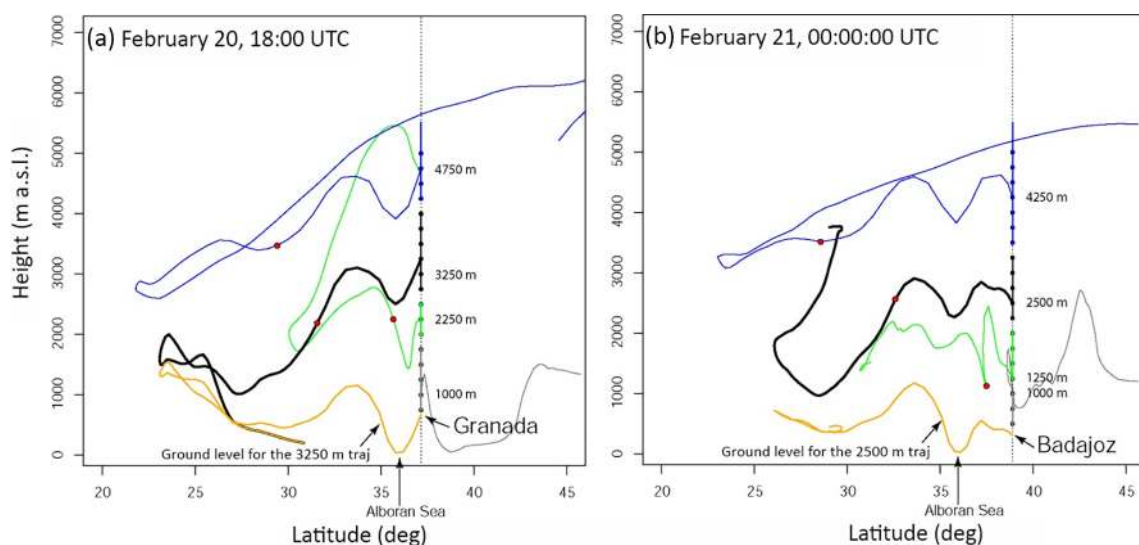 (a) February 20, 18:00 UTC
7000
6000
5000
4000
3000
2000
1000
0
Height (m a.s.l.)
4750 m
3250 m
2250 m
1000 m
Granada
Ground level for the 3250 m traj
20 25 30 35 40 45
Alboran Sea
Latitude (deg)
(b) February 21, 00:00:00 UTC
7000
6000
5000
4000
3000
2000
1000
0
4250 m
2500 m
1250 m
1000 m
Badajoz
Ground level for the 2500 m traj
20 25 30 35 40 45
Alboran Sea
Latitude (deg)